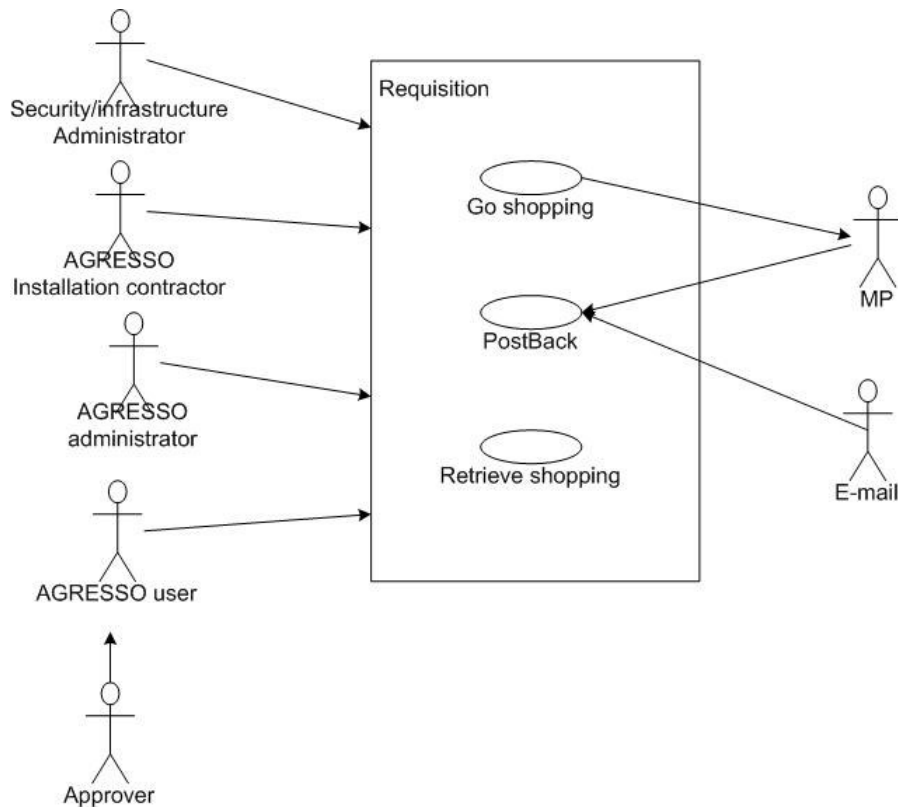 Security/infrastructure
Administrator
AGRESSO
Installation contractor
AGRESSO
administrator
AGRESSO user
Approver
Requisition
Go shopping
PostBack
Retrieve shopping
MP
E-mail